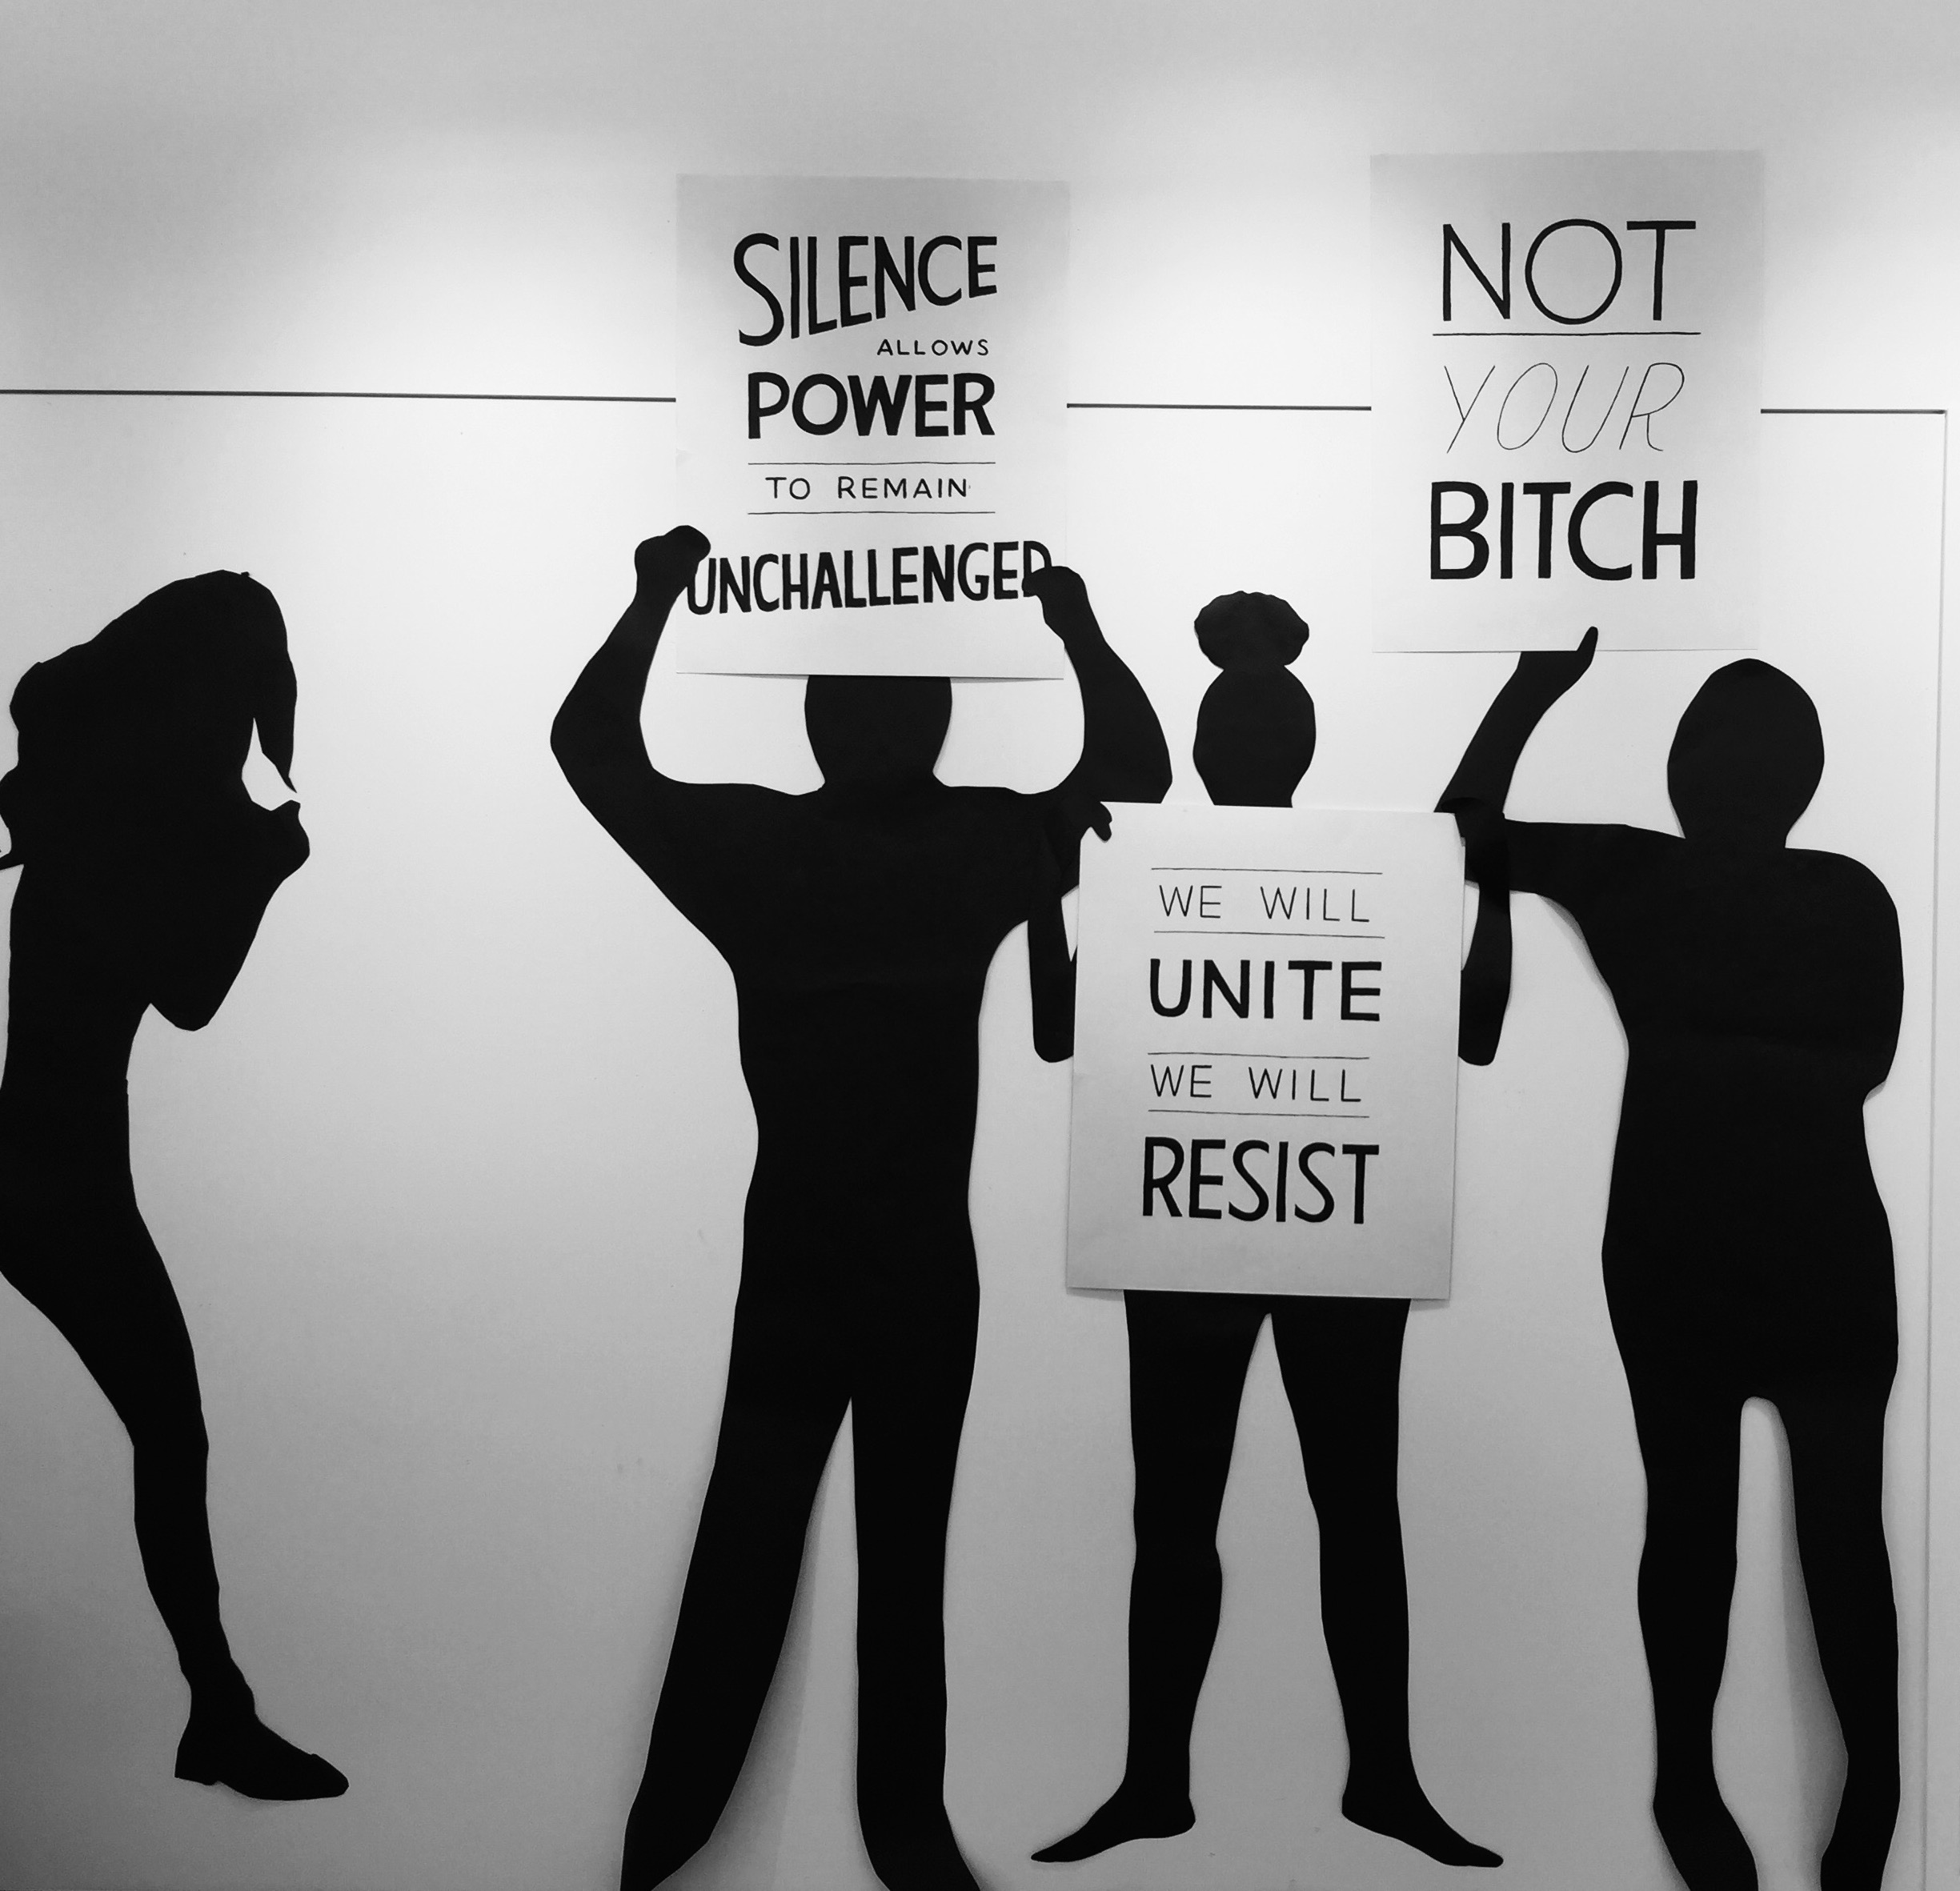 SILENCE
ALLOWS
POWER
TO REMAIN
UNCHALLENGED
NOT
YOUR
BITCH
WE WILL
UNITE
WE WILL
RESIST